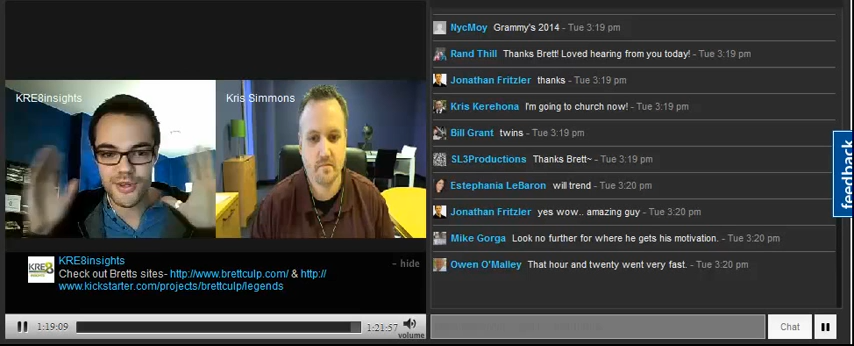 KRE8insights
Kris Simmons
KRE8insights
Check out Bretts sites- http://www.brettculp.com/ & http://
www.kickstarter.com/projects/brettculp/legends
– hide
1:19:09
1:21:57
volume
NycMoy Grammy's 2014 - Tue 3:19 pm
Rand Thill Thanks Brett! Loved hearing from you today! - Tue 3:19 pm
Jonathan Fritzler thanks - Tue 3:19 pm
Kris Kerehona I'm going to church now! - Tue 3:19 pm
Bill Grant twins - Tue 3:19 pm
SL3Productions Thanks Brett~ - Tue 3:19 pm
Estephania LeBaron will trend - Tue 3:20 pm
Jonathan Fritzler yes wow.. amazing guy - Tue 3:20 pm
Mike Gorga Look no further for where he gets his motivation. - Tue 3:20 pm
Owen O'Malley That hour and twenty went very fast. - Tue 3:20 pm
Chat
feedback